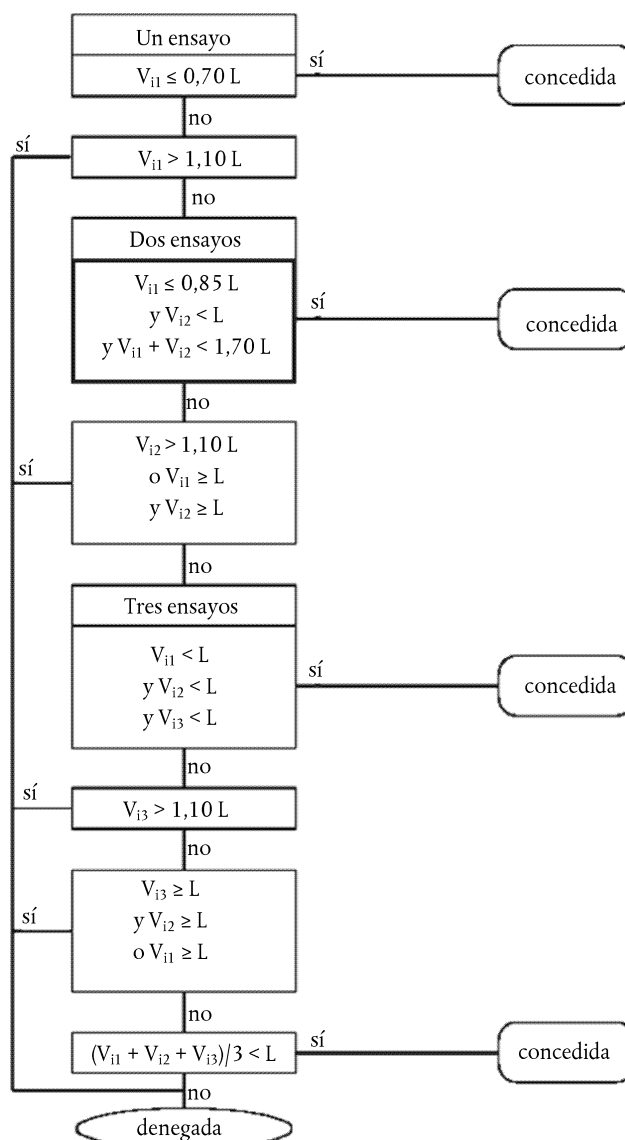 Un ensayo
V_i1 ≤ 0,70 L
sí
concedida
no
sí
V_i1 > 1,10 L
no
Dos ensayos
V_i1 ≤ 0,85 L
y V_i2 < L
y V_i1 + V_i2 < 1,70 L
sí
concedida
no
V_i2 > 1,10 L
o V_i1 ≥ L
y V_i2 ≥ L
sí
no
Tres ensayos
V_i1 < L
y V_i2 < L
y V_i3 < L
sí
concedida
no
sí
V_i3 > 1,10 L
no
V_i3 ≥ L
y V_i2 ≥ L
o V_i1 ≥ L
sí
no
(V_i1 + V_i2 + V_i3)/3 < L
sí
concedida
no
denegada